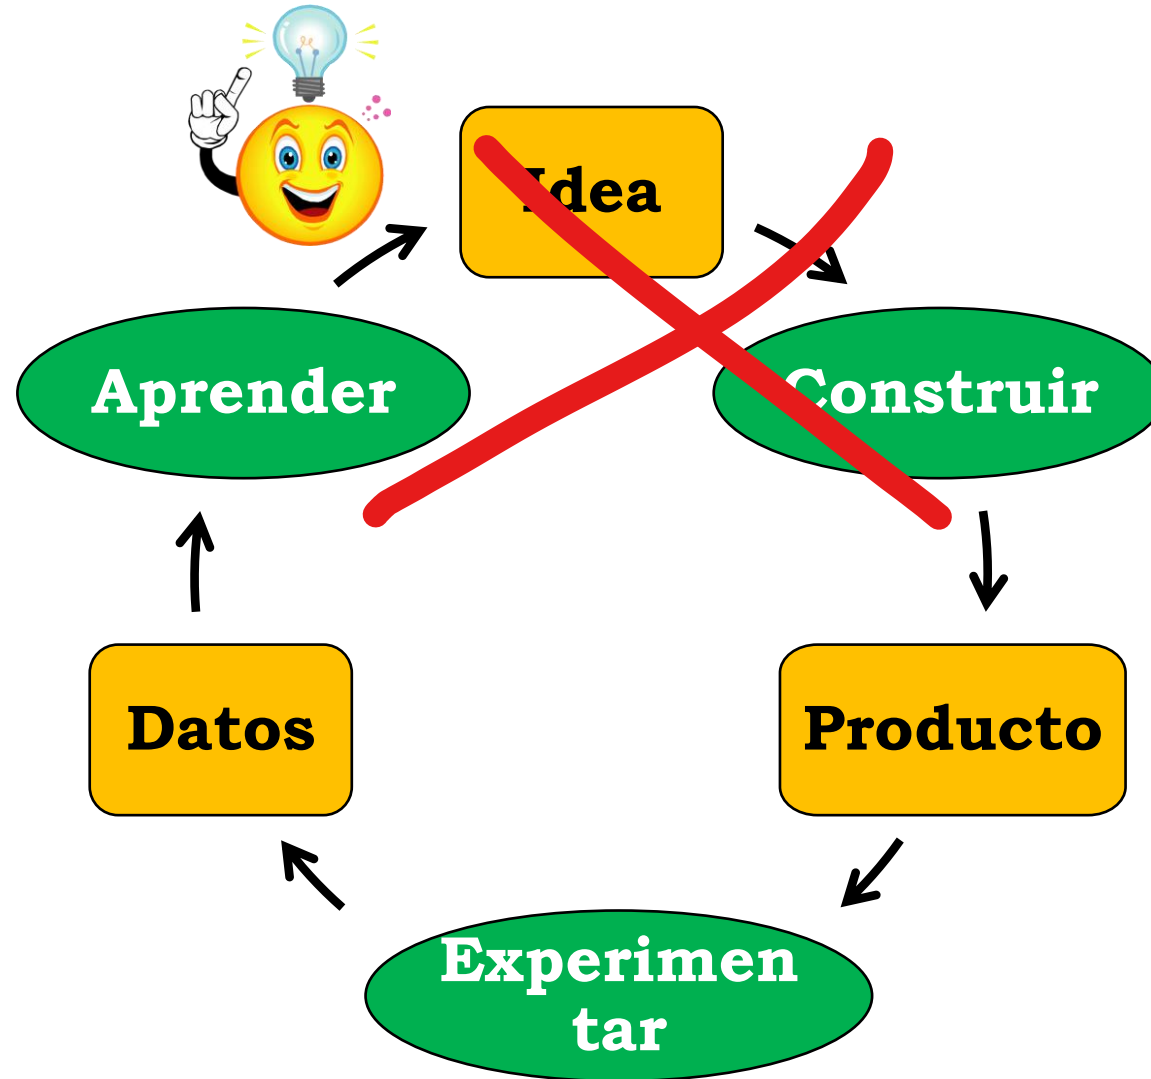 Idea
Aprender
Construir
Datos
Producto
Experimen
tar